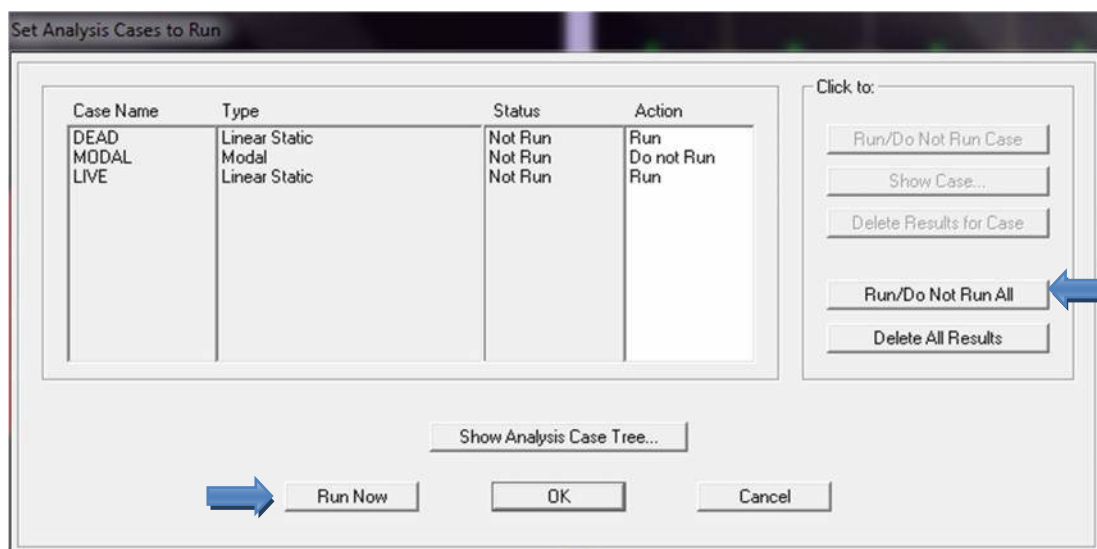 Set Analysis Cases to Run
Case Name Type Status Action
DEAD Linear Static Not Run Run
MODAL Modal Not Run Do not Run
LIVE Linear Static Not Run Run
Click to:
Run/Do Not Run Case
Show Case...
Delete Results for Case
Run/Do Not Run All
Delete All Results
Show Analysis Case Tree...
Run Now OK Cancel